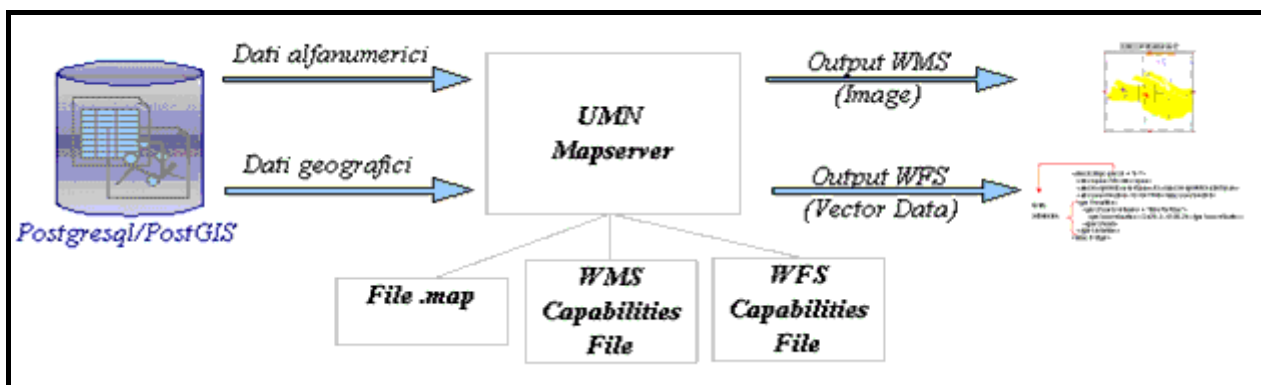 Dati alfanumerici
Dati geografici
Postgresql/PostGIS
UMN
Mapserver
Output WMS
(Image)
Output WFS
(Vector Data)
File .map
WMS
Capabilities
File
WFS
Capabilities
File